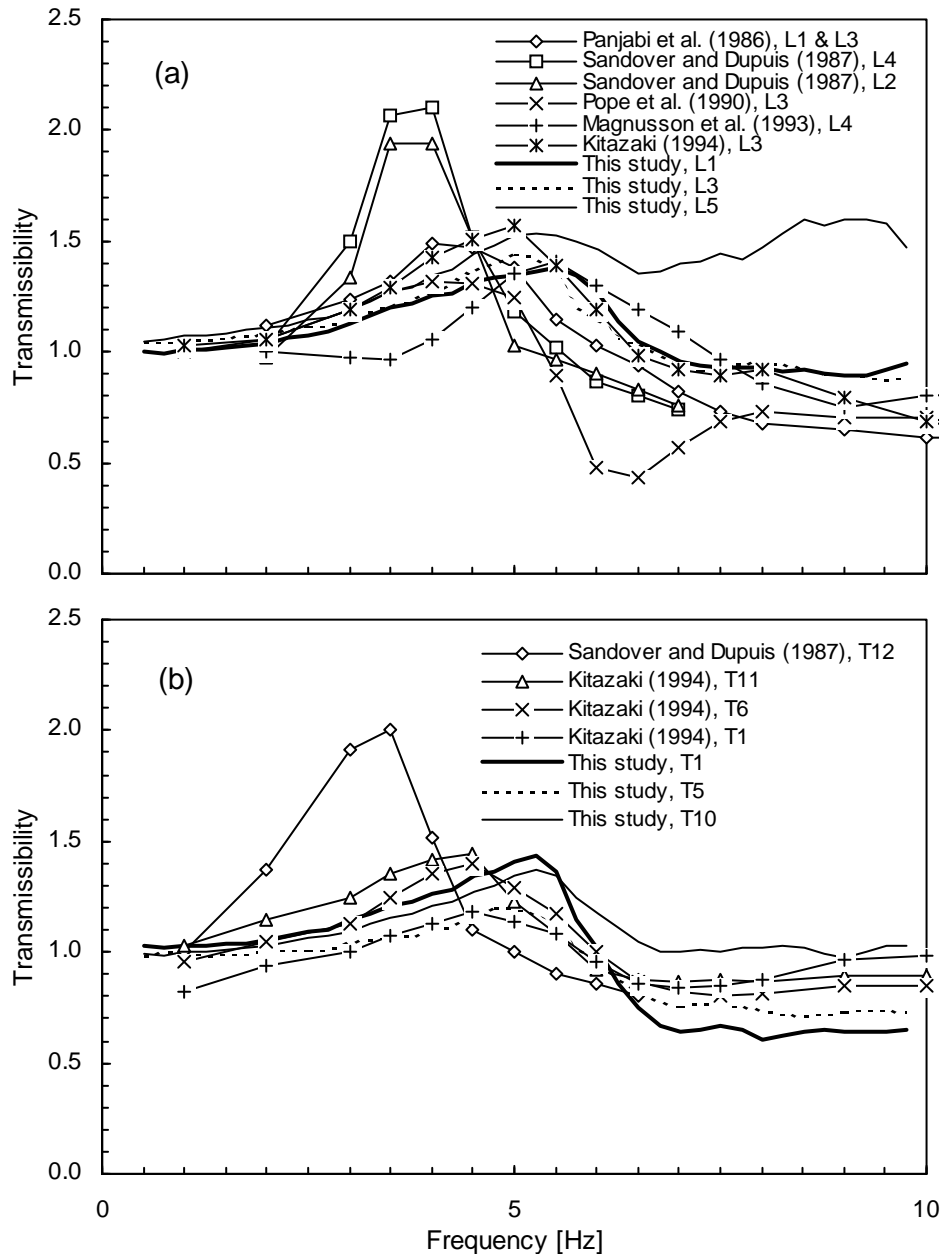 2.5
(a)
Panjabi et al. (1986), L1 & L3
Sandover and Dupuis (1987), L4
Sandover and Dupuis (1987), L2
Pope et al. (1990), L3
Magnusson et al. (1993), L4
Kitazaki (1994), L3
This study, L1
This study, L3
This study, L5
2.0
1.5
1.0
0.5
0.0
Transmissibility
2.5
(b)
Sandover and Dupuis (1987), T12
Kitazaki (1994), T11
Kitazaki (1994), T6
Kitazaki (1994), T1
This study, T1
This study, T5
This study, T10
2.0
1.5
1.0
0.5
0.0
Transmissibility
0
5
10
Frequency [Hz]